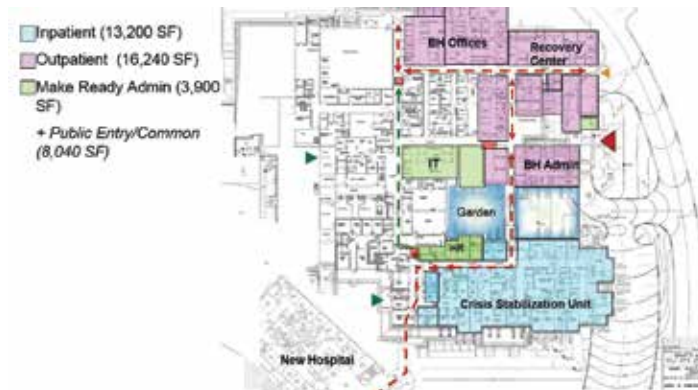 Inpatient (13,200 SF)
Outpatient (16,240 SF)
Make Ready Admin (3,900
SF)
+ Public Entry/Common
(8,040 SF)
BH Offices
Recovery
Center
IT
BH Admin
Garden
HR
Crisis Stabilization Unit
New Hospital